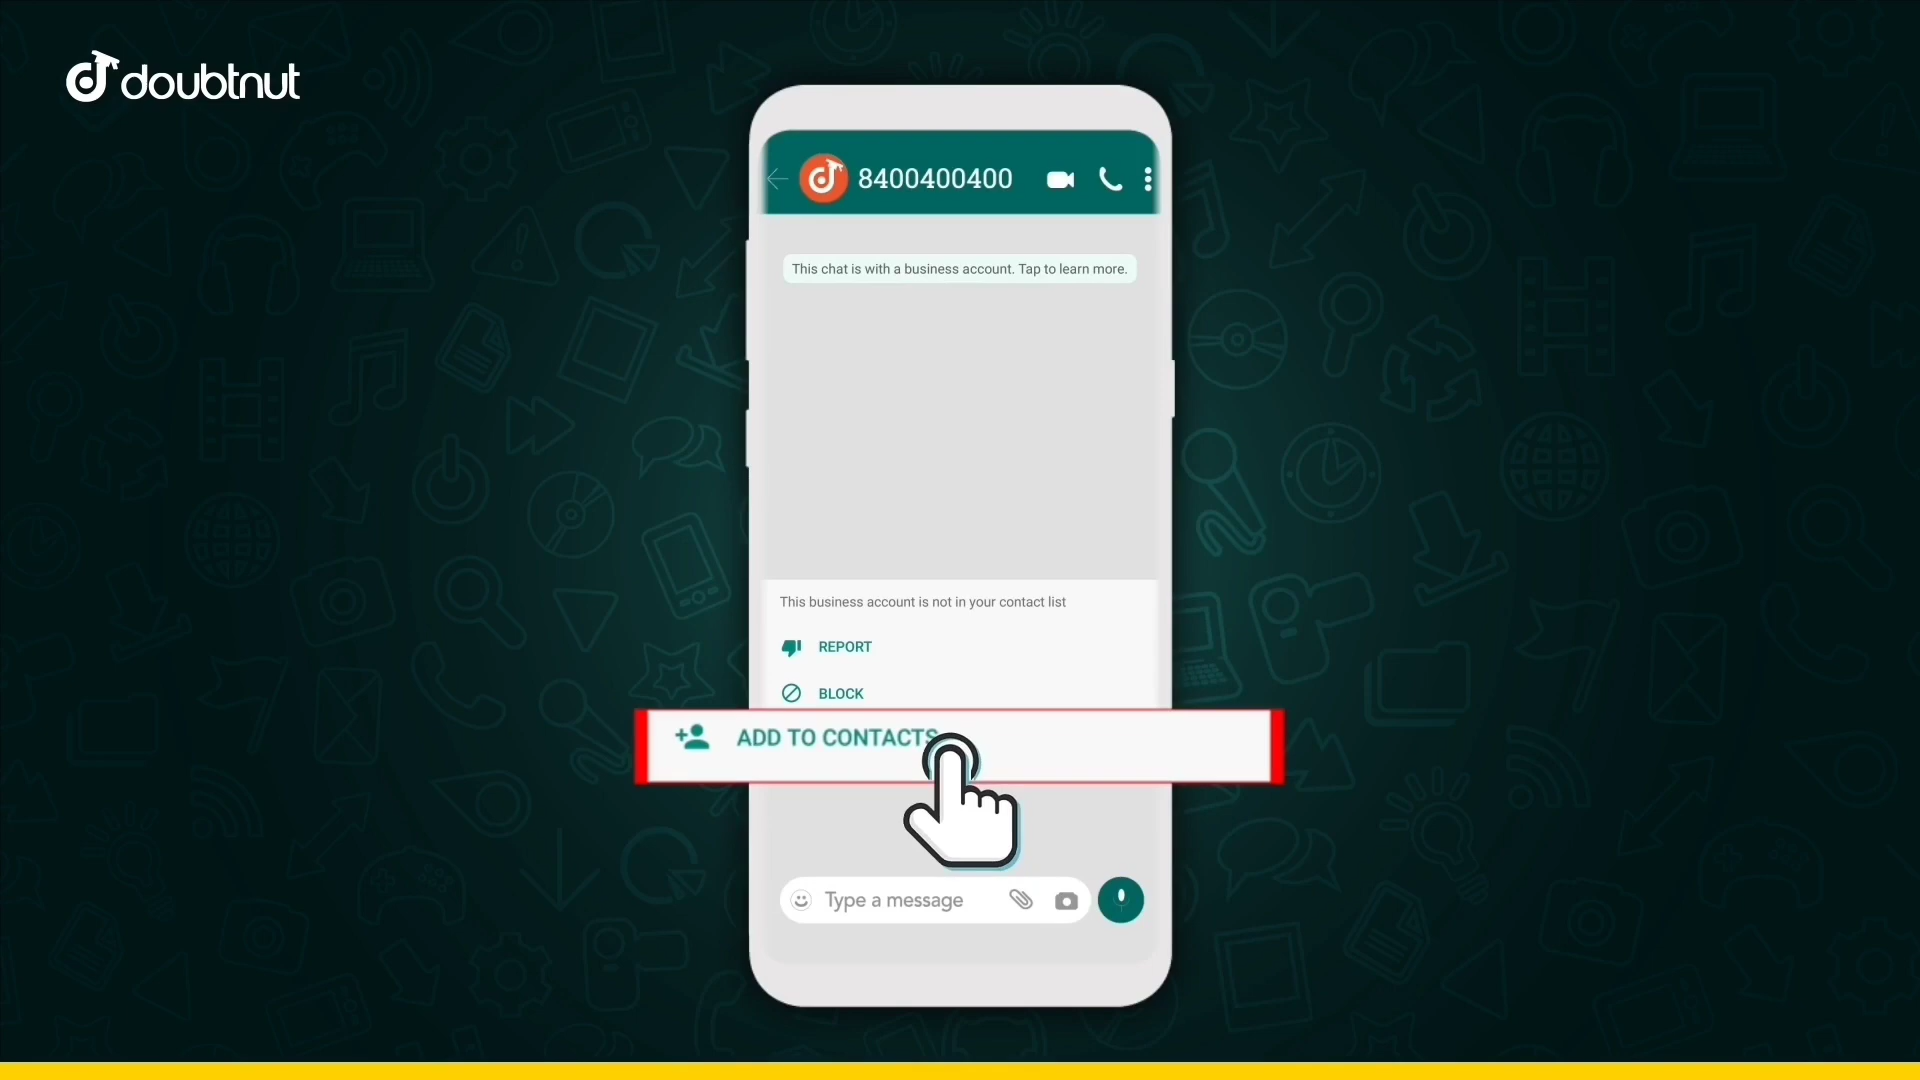 doubtnut
8400400400
This chat is with a business account. Tap to learn more.
This business account is not in your contact list
REPORT
BLOCK
ADD TO CONTACTS
Type a message